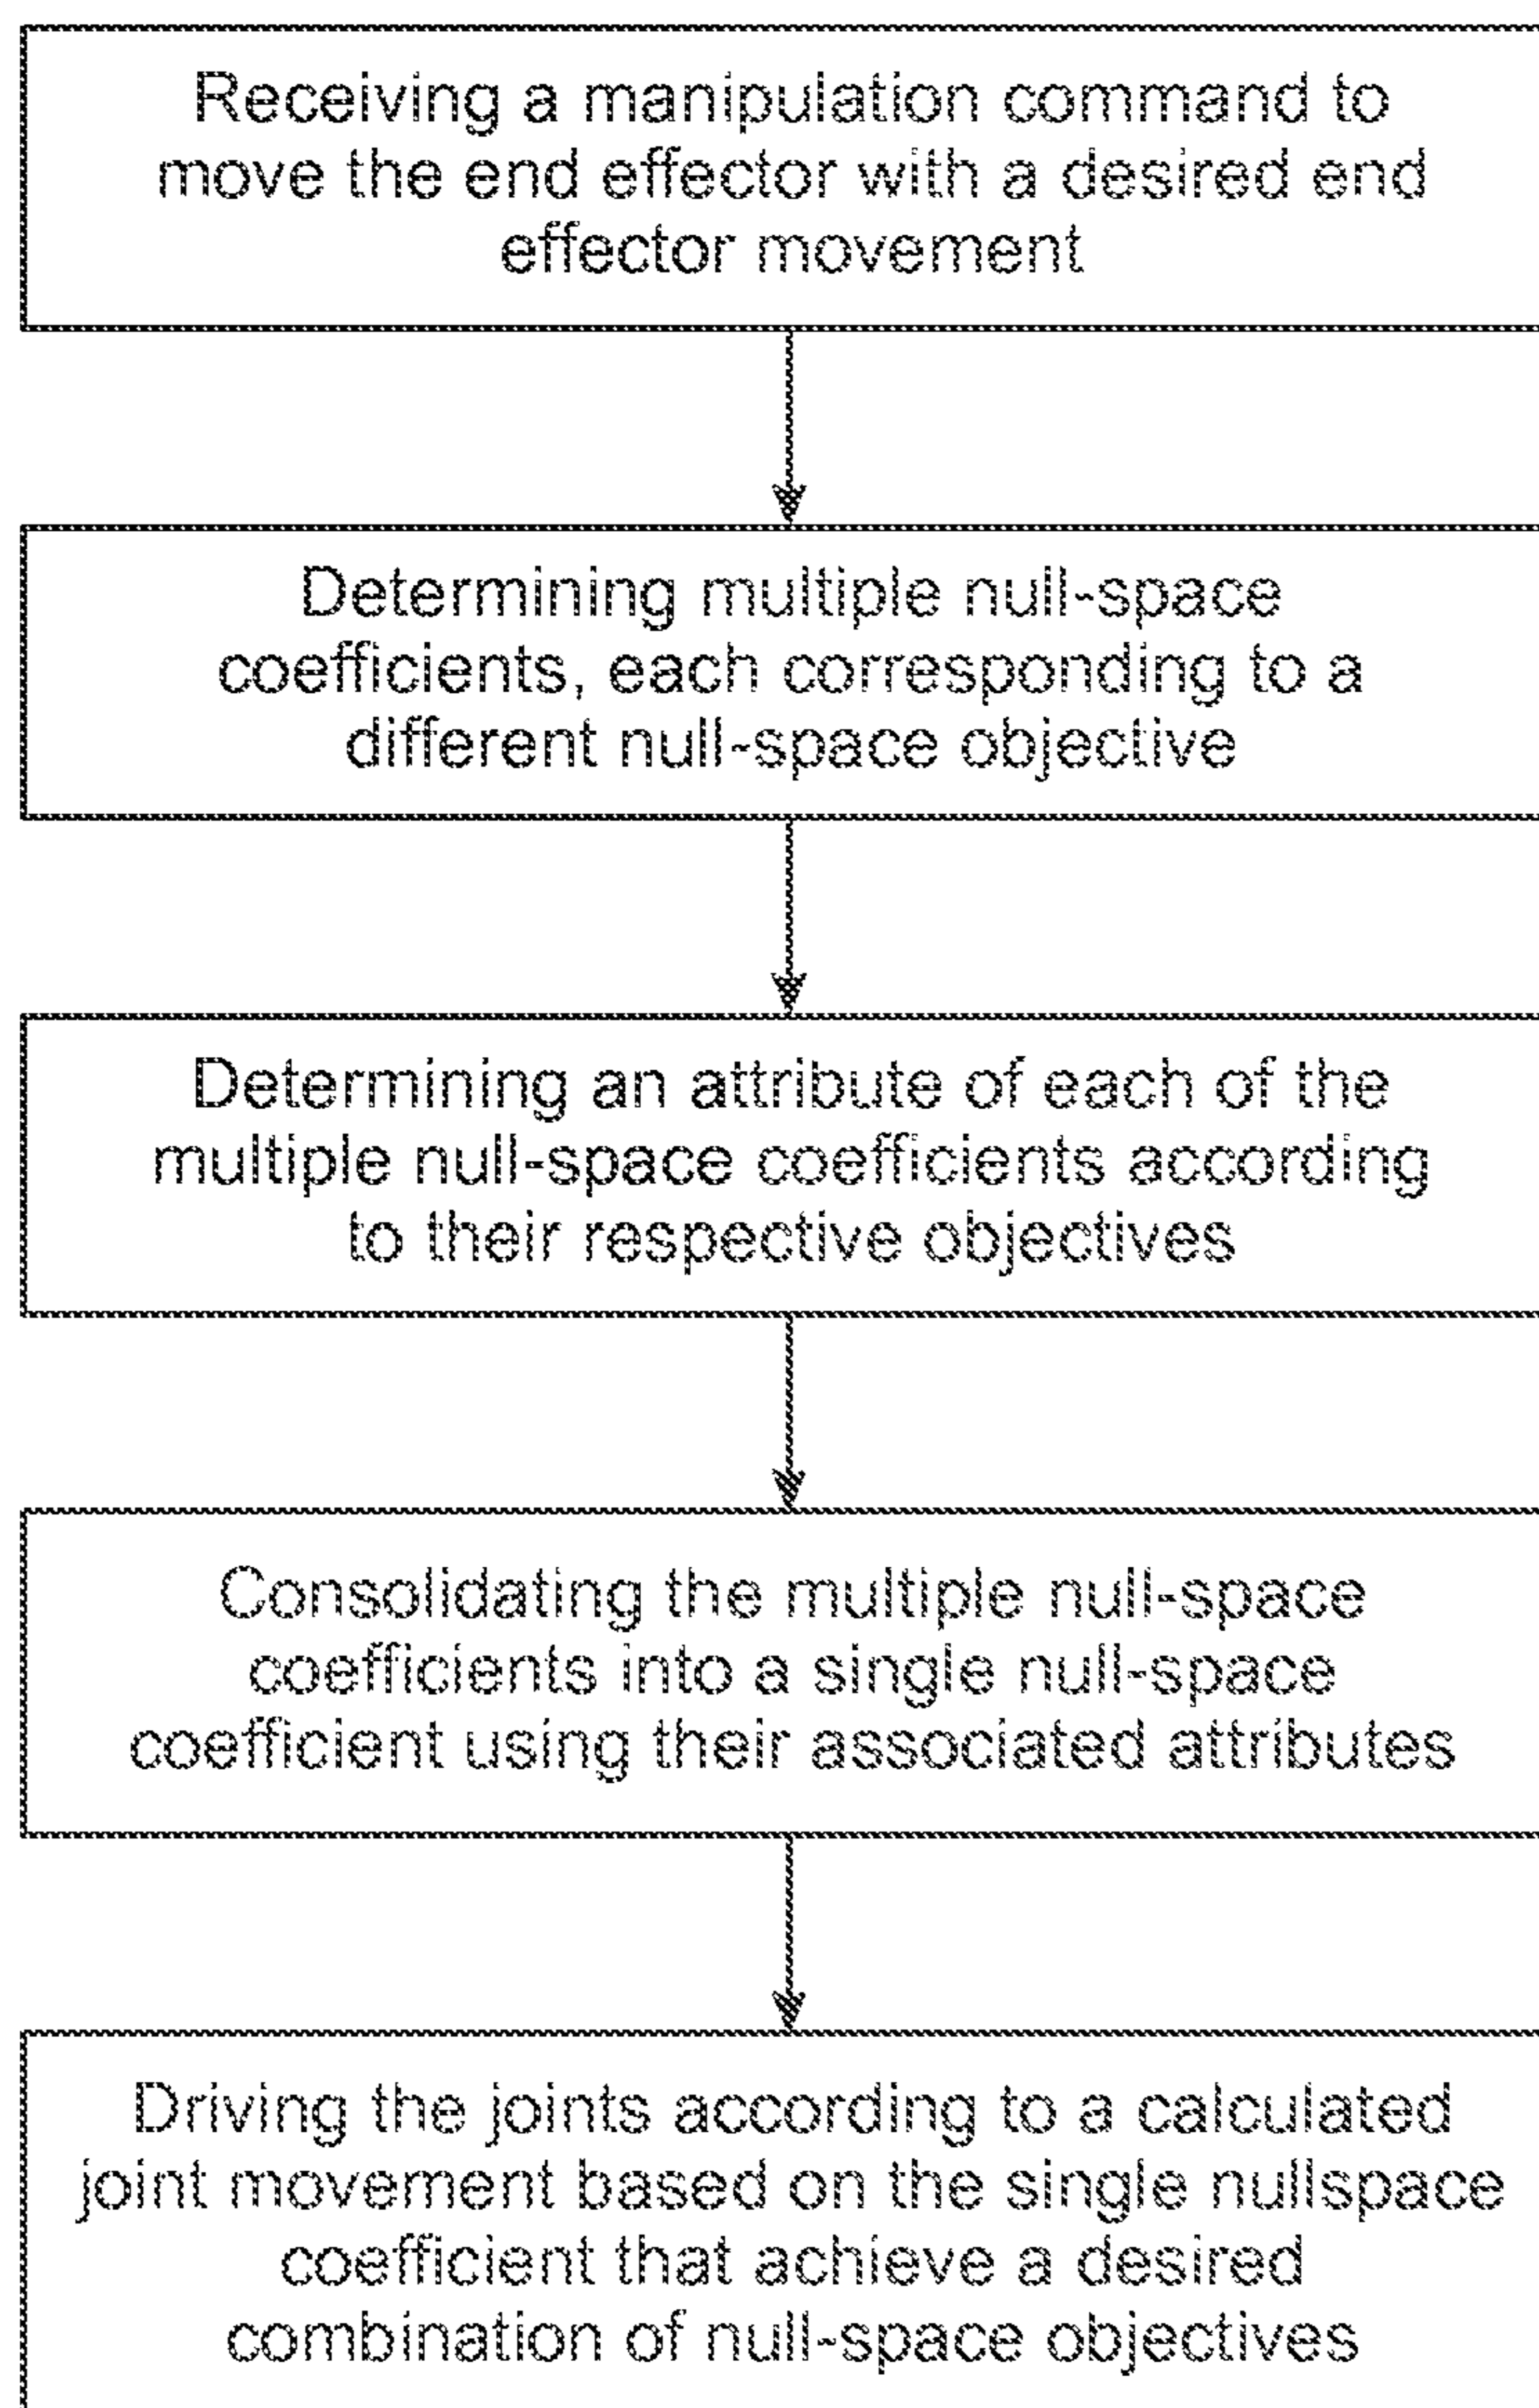 Receiving a manipulation command to
move the end effector with a desired end
effector movement
Determining multiple null-space
coefficients, each corresponding to a
different null-space objective
Determining an attribute of each of the
multiple null-space coefficients according
to their respective objectives
Consolidating the multiple null-space
coefficients into a single null-space
coefficient using their associated attributes
Driving the joints according to a calculated
joint movement based on the single nullspace
coefficient that achieve a desired
combination of null-space objectives